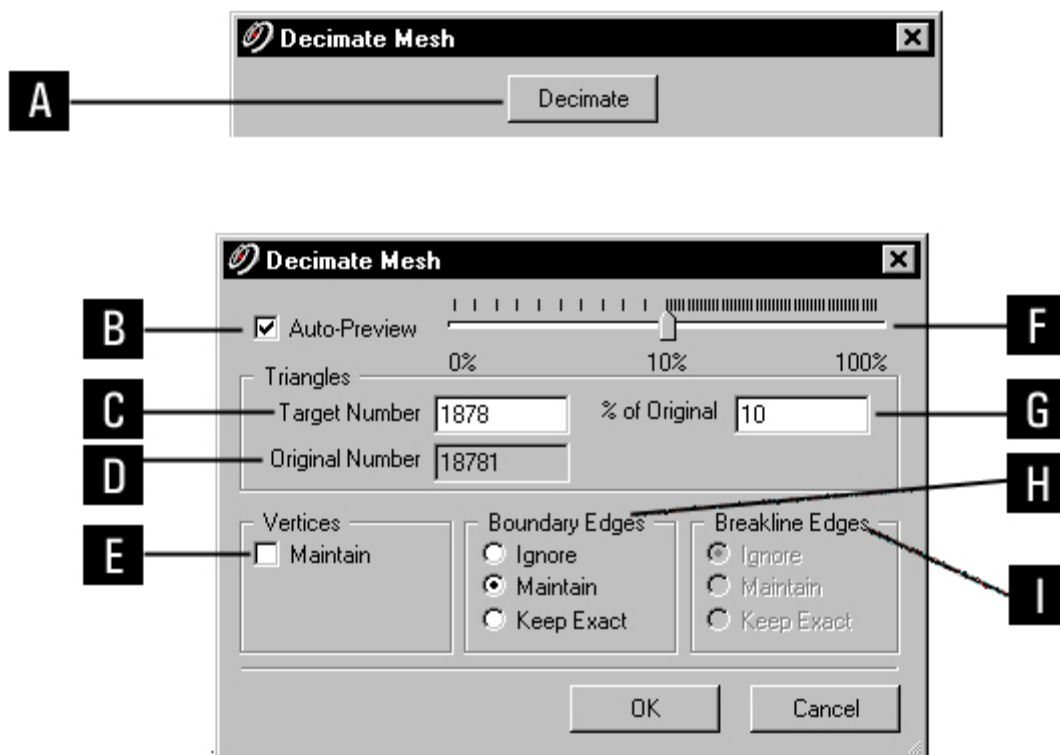 Decimate Mesh
A
Decimate
Decimate Mesh
B
Auto-Preview
F
0% 10% 100%
Triangles
C
Target Number 1878 % of Original 10
G
D
Original Number 18781
H
Vertices Boundary Edges Breakline Edges
E
Maintain Ignore Ignore
Maintain Maintain
I
Keep Exact Keep Exact
OK Cancel